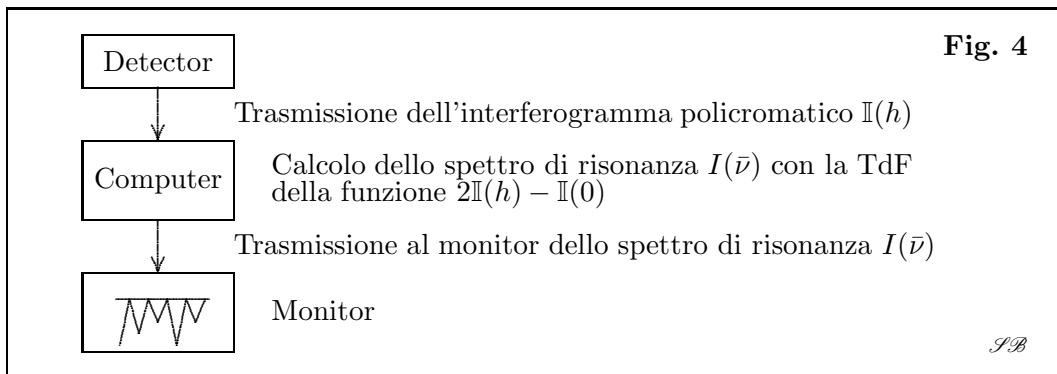 Fig. 4
Detector
Trasmissione dell'interferogramma policromatico 𝕀(h)
Computer
Calcolo dello spettro di risonanza I(ν̄) con la TdF
della funzione 2𝕀(h) − 𝕀(0)
Trasmissione al monitor dello spettro di risonanza I(ν̄)
Monitor
𝒮ℬ